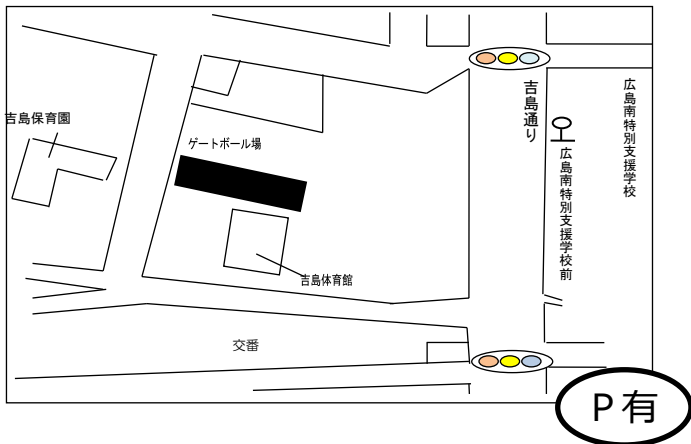 吉島保育園
ゲートボール場
吉島通り
広島南特別支援学校
広島南特別支援学校前
吉島体育館
交番
P有